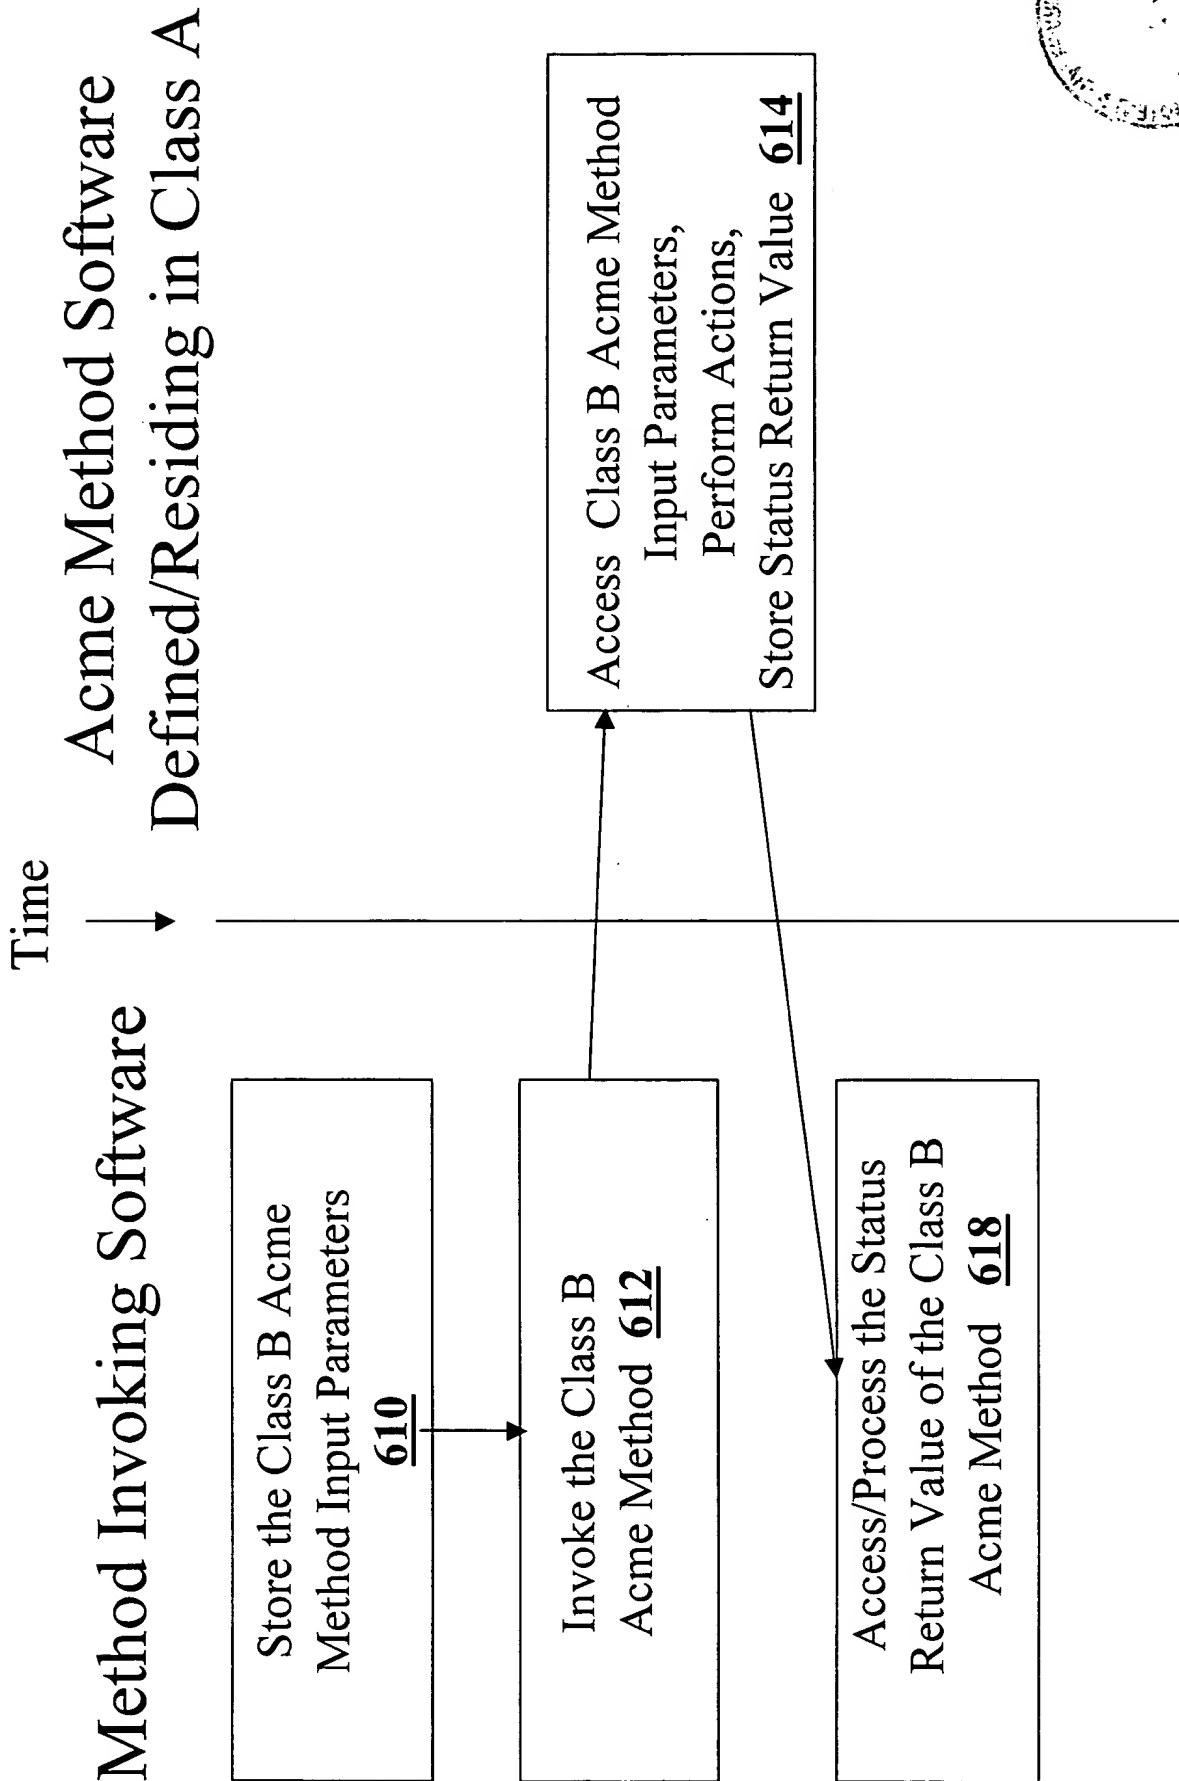 Time
Method Invoking Software
Acme Method Software
Defined/Residing in Class A
Store the Class B Acme
Method Input Parameters
610
Invoke the Class B
Acme Method 612
Access Class B Acme Method
Input Parameters,
Perform Actions,
Store Status Return Value 614
Access/Process the Status
Return Value of the Class B
Acme Method 618